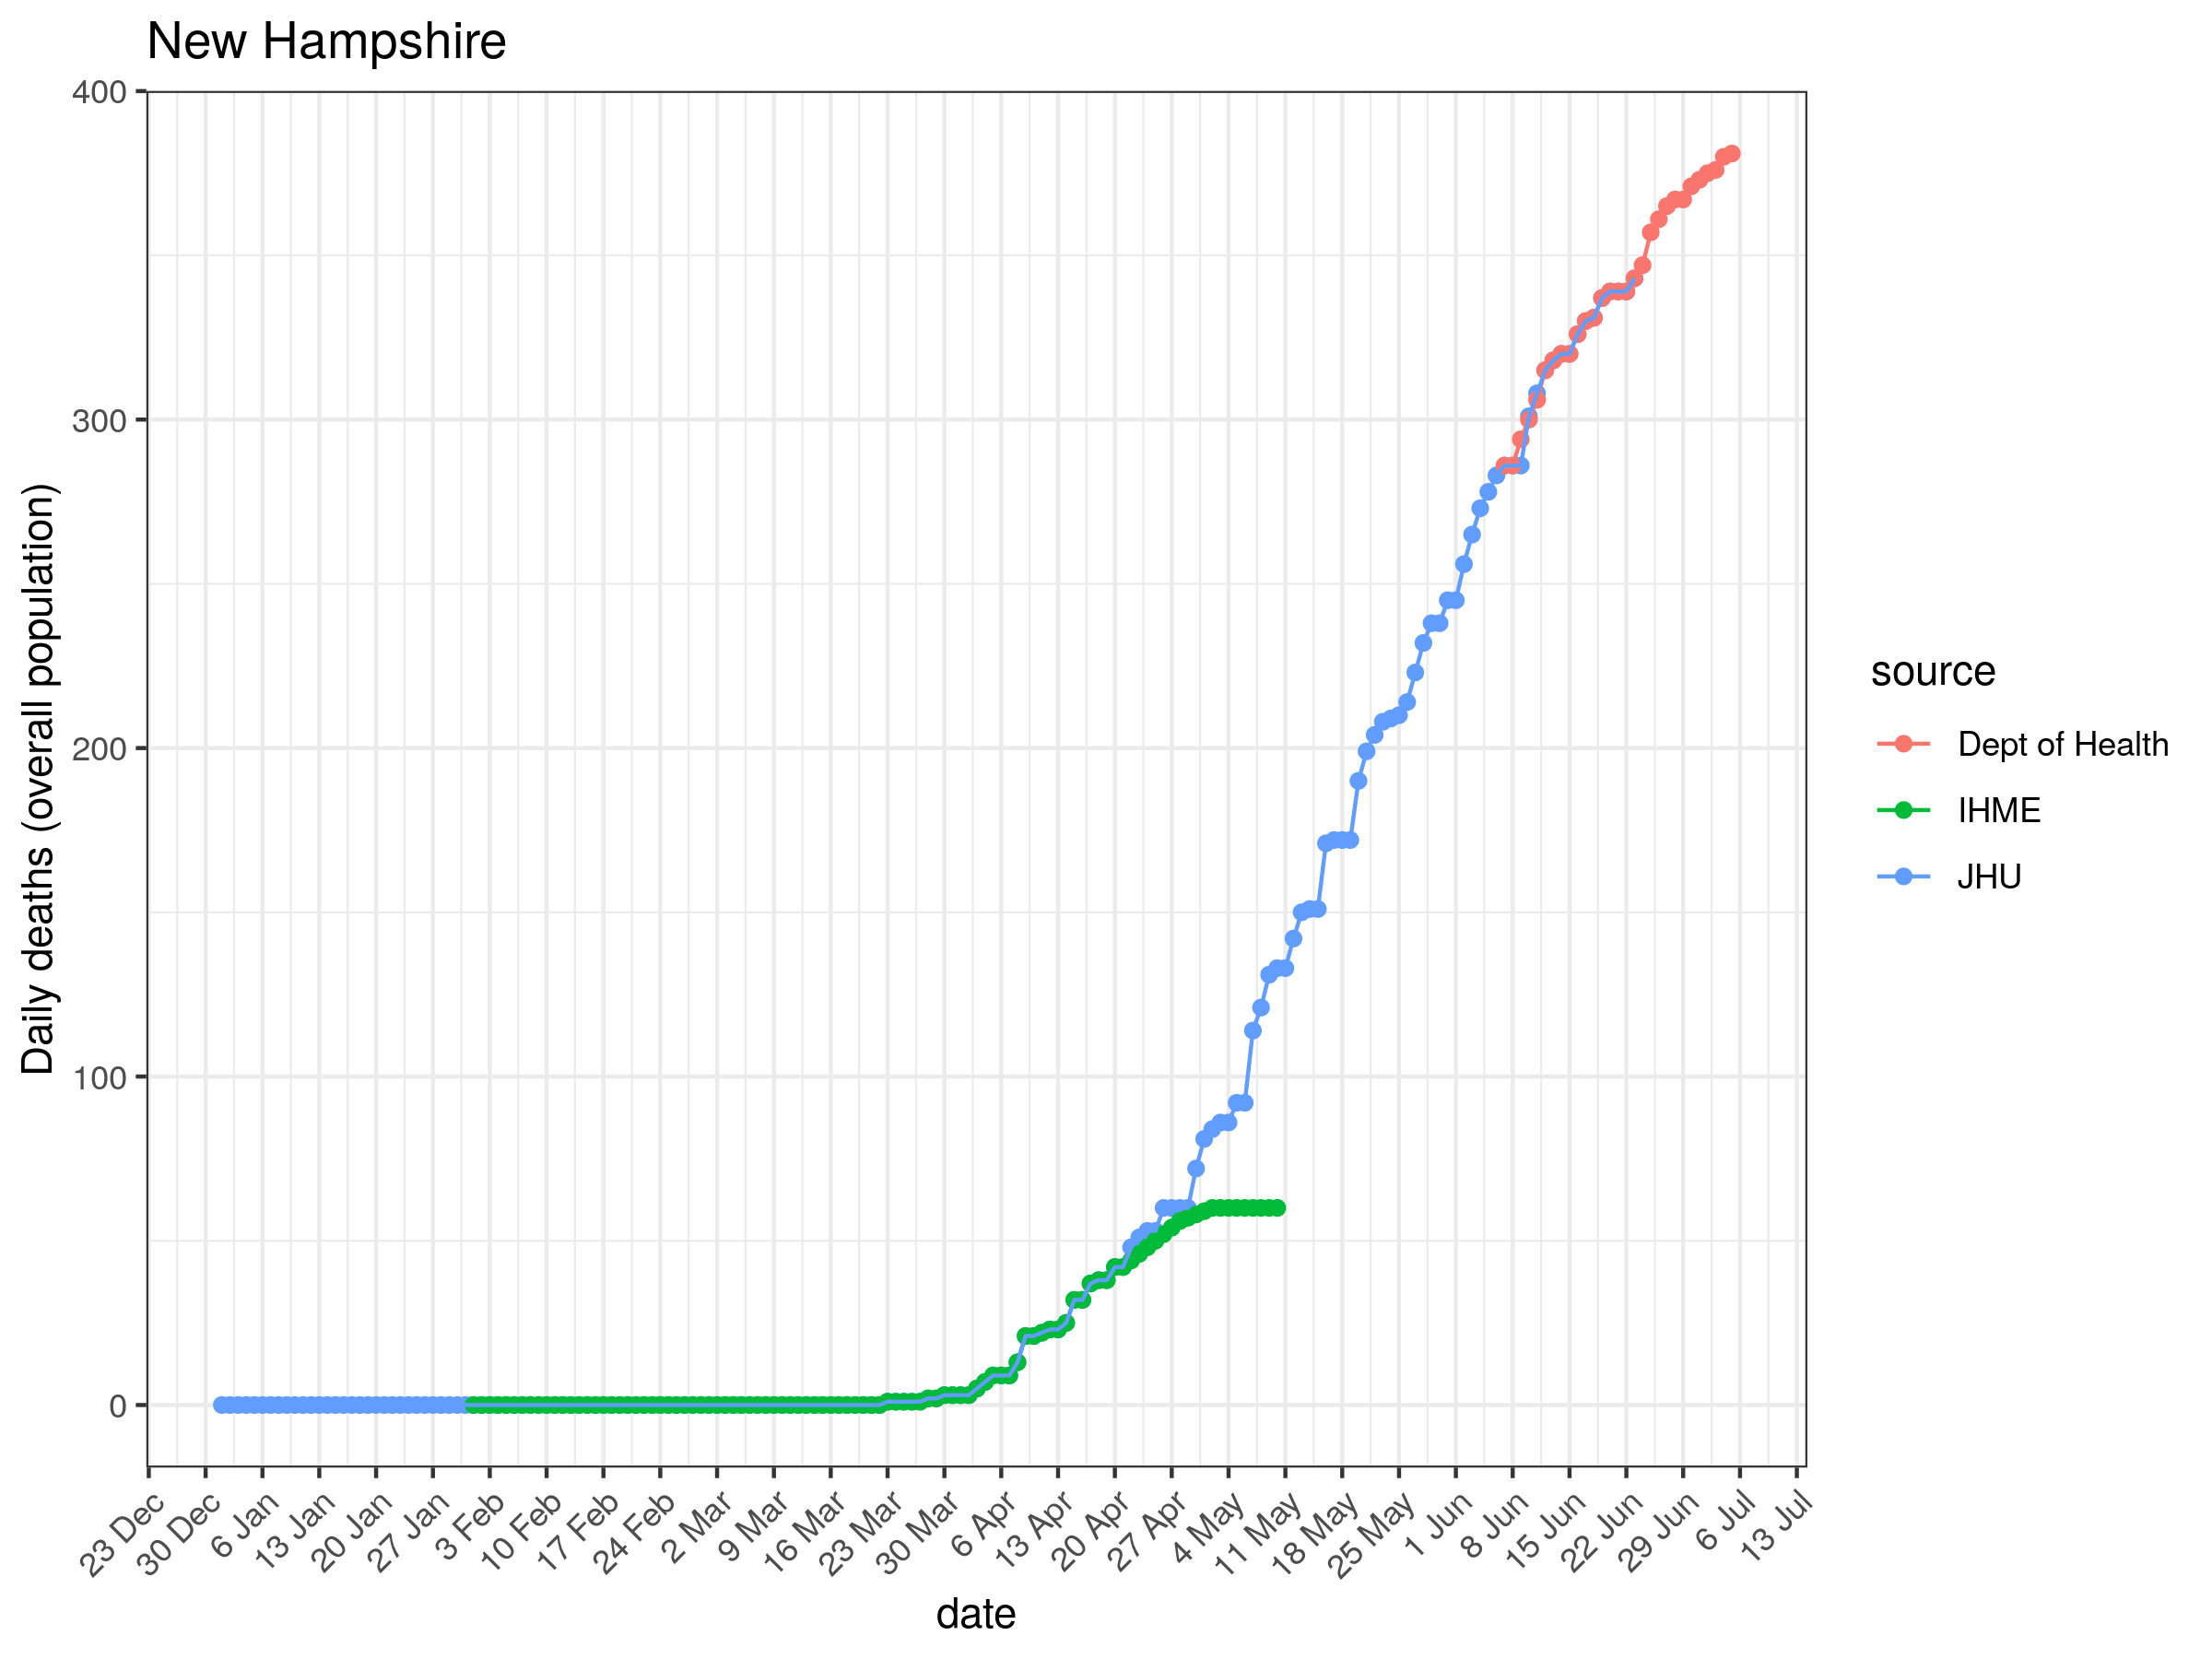 New Hampshire
400
300
200
100
0
Daily deaths (overall population)
23 Dec
30 Dec
6 Jan
13 Jan
20 Jan
27 Jan
3 Feb
10 Feb
17 Feb
24 Feb
2 Mar
9 Mar
16 Mar
23 Mar
30 Mar
6 Apr
13 Apr
20 Apr
27 Apr
4 May
11 May
18 May
25 May
1 Jun
8 Jun
15 Jun
22 Jun
29 Jun
6 Jul
13 Jul
date
source
Dept of Health
IHME
JHU